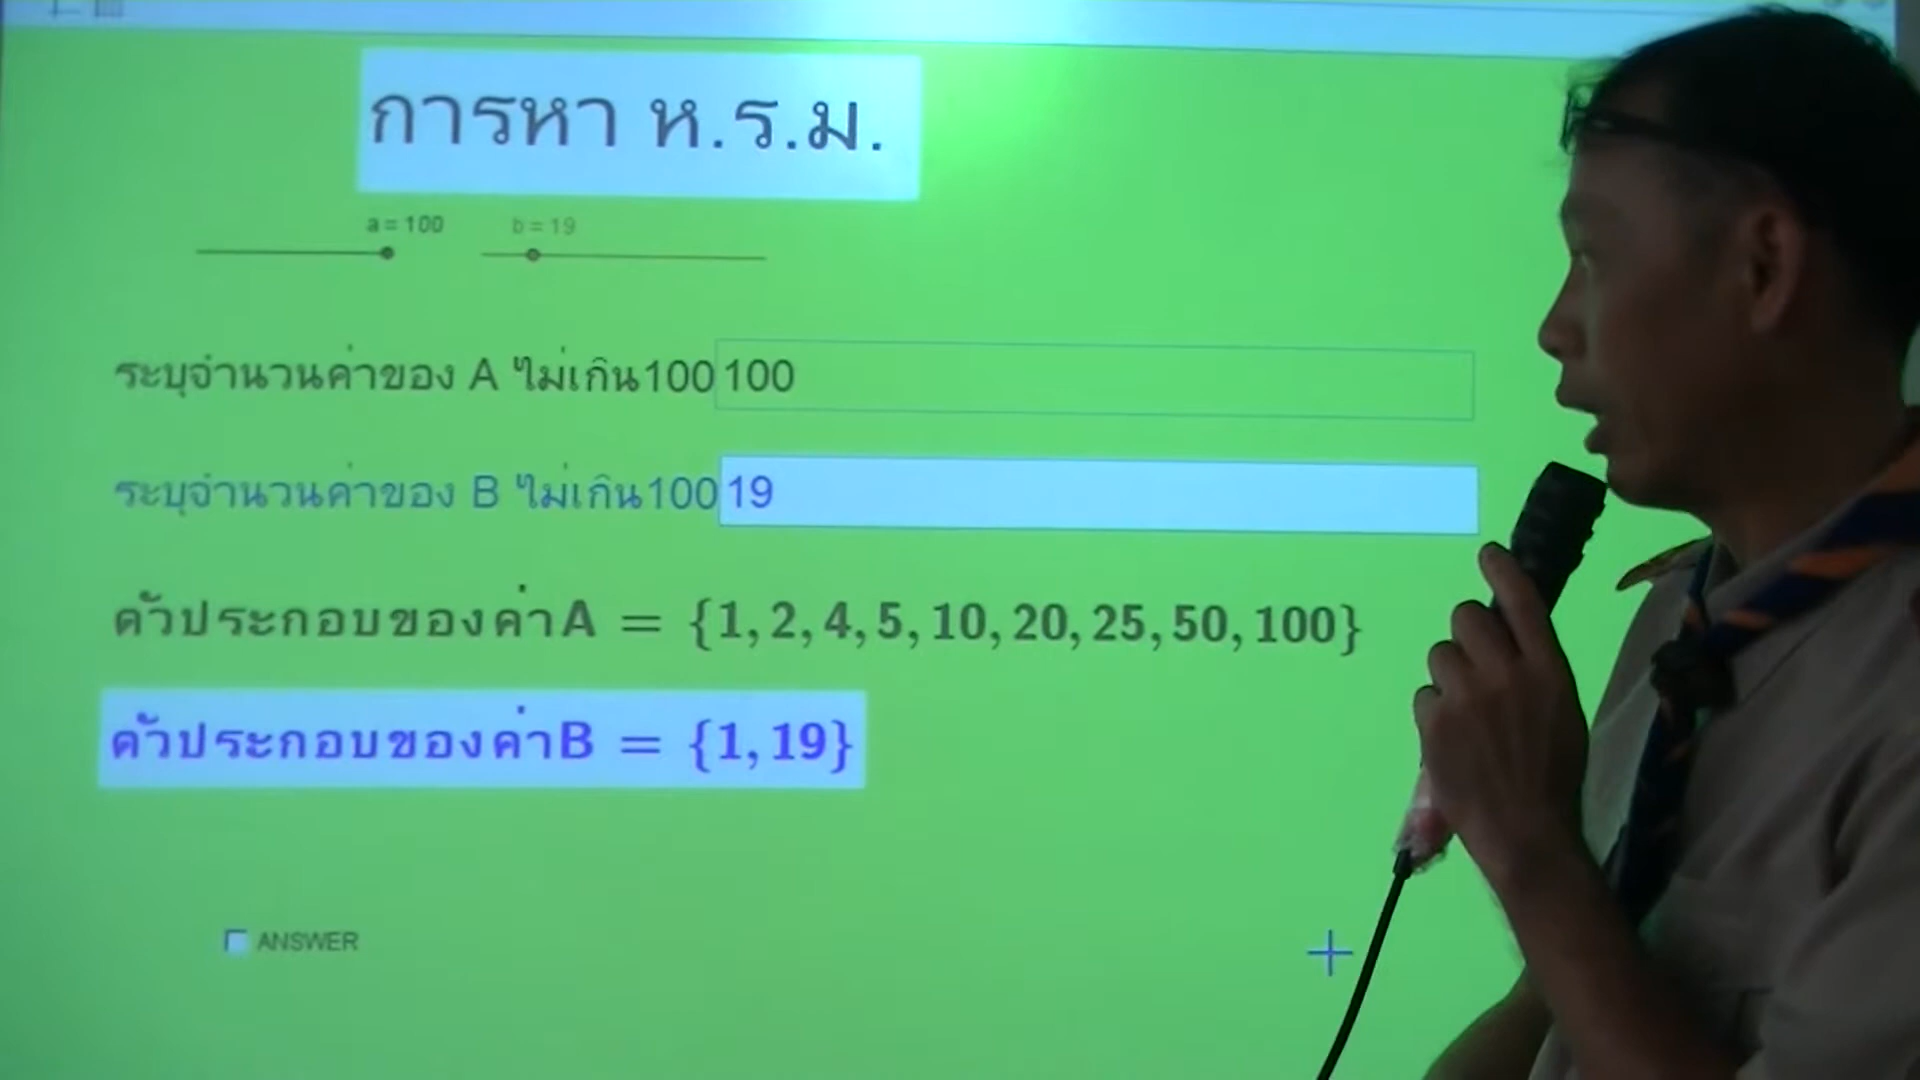 การหา ห.ร.ม.
a = 100 b = 19
ระบุจำนวนค่าของ A ไม่เกิน100 100
ระบุจำนวนค่าของ B ไม่เกิน100 19
ตัวประกอบของค่าA = {1, 2, 4, 5, 10, 20, 25, 50, 100}
ตัวประกอบของค่าB = {1, 19}
ANSWER